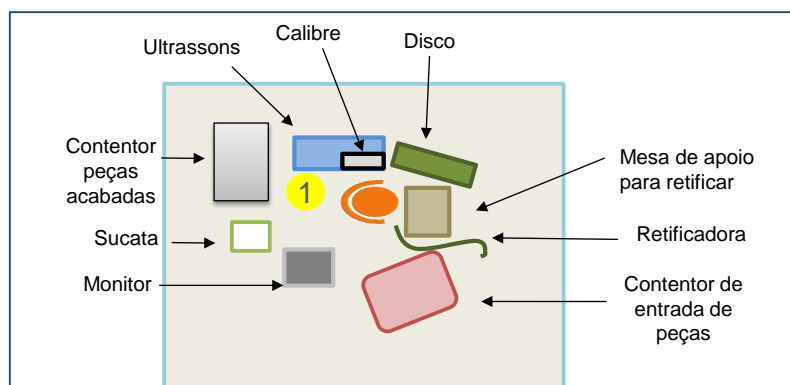 Ultrassons
Calibre
Disco
Contentor
peças
acabadas
Mesa de apoio
para retificar
1
Sucata
Retificadora
Monitor
Contentor de
entrada de
peças